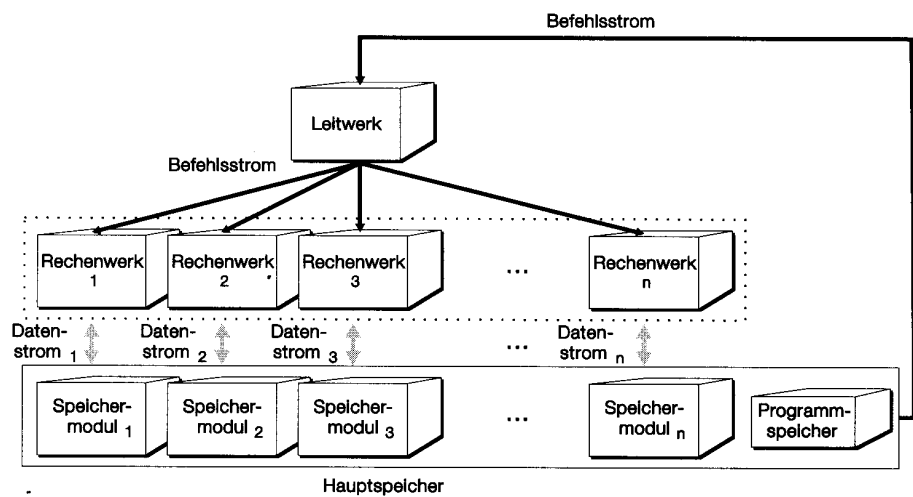 Befehlsstrom
Leitwerk
Befehlsstrom
Rechenwerk
1
Rechenwerk
2
Rechenwerk
3
...
Rechenwerk
n
Daten-
strom 1
Daten-
strom 2
Daten-
strom 3
...
Daten-
strom n
Speicher-
modul 1
Speicher-
modul 2
Speicher-
modul 3
...
Speicher-
modul n
Programm-
speicher
Hauptspeicher